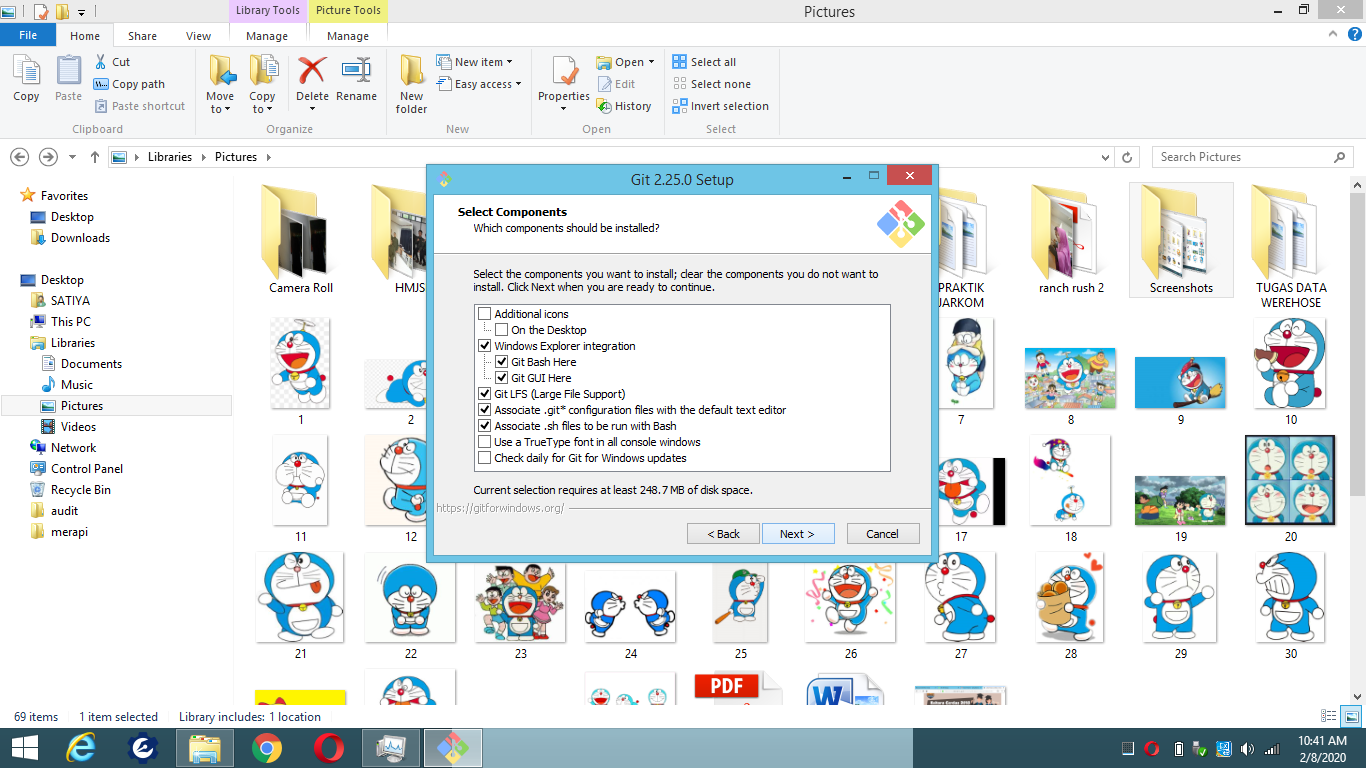 Library Tools
Picture Tools
Pictures
File
Home
Share
View
Manage
Manage
Copy
Paste
Cut
Copy path
Paste shortcut
Clipboard
Move to
Copy to
Delete
Rename
Organize
New folder
New item
Easy access
New
Properties
Open
Edit
History
Open
Select all
Select none
Invert selection
Select
Libraries
Pictures
Search Pictures
Favorites
Desktop
Downloads
Desktop
SATIYA
This PC
Libraries
Documents
Music
Pictures
Videos
Network
Control Panel
Recycle Bin
audit
merapi
Camera Roll
HMJS
PRAKTIK
JARKOM
ranch rush 2
Screenshots
TUGAS DATA
WEREHOSE
1
2
7
8
9
10
11
12
17
18
19
20
21
22
23
24
25
26
27
28
29
30
PDF
W
Git 2.25.0 Setup
Select Components
Which components should be installed?
Select the components you want to install; clear the components you do not want to
install. Click Next when you are ready to continue.
Additional icons
On the Desktop
Windows Explorer integration
Git Bash Here
Git GUI Here
Git LFS (Large File Support)
Associate .git* configuration files with the default text editor
Associate .sh files to be run with Bash
Use a TrueType font in all console windows
Check daily for Git for Windows updates
Current selection requires at least 248.7 MB of disk space.
https://gitforwindows.org/
< Back
Next >
Cancel
69 items
1 item selected
Library includes: 1 location
10:41 AM
2/8/2020